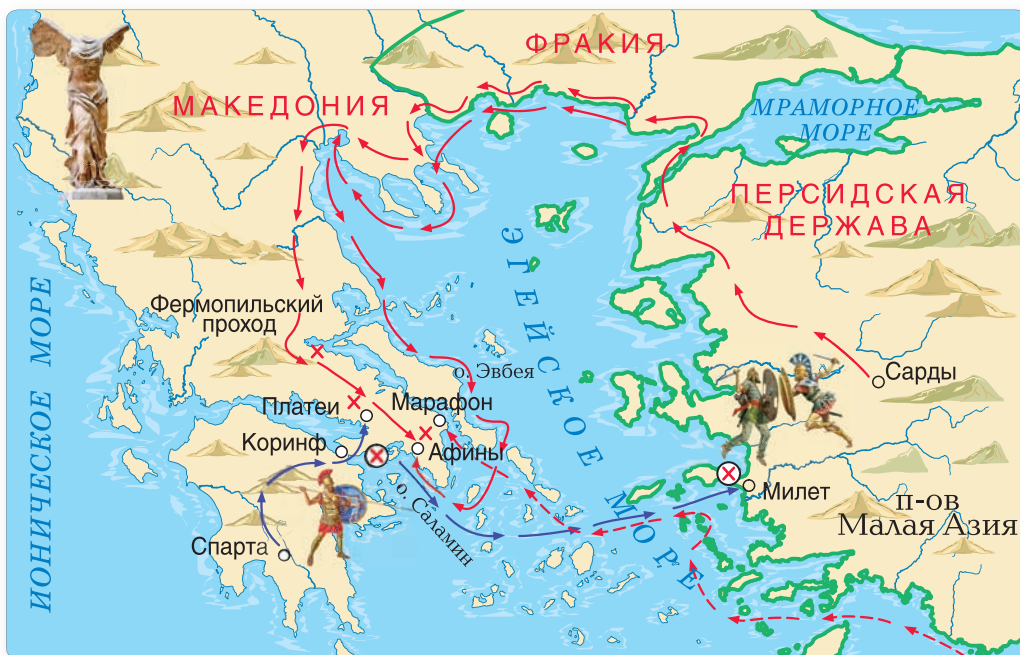 ФРАКИЯ
МАКЕДОНИЯ
МРАМОРНОЕ
МОРЕ
ПЕРСИДСКАЯ
ДЕРЖАВА
ИОНИЧЕСКОЕ МОРЕ
ЭГЕЙСКОЕ
МОРЕ
Фермопильский
проход
о. Эвбея
Сарды
Платеи
Марафон
Коринф
Афины
о. Саламин
Милет
п-ов
Малая Азия
Спарта